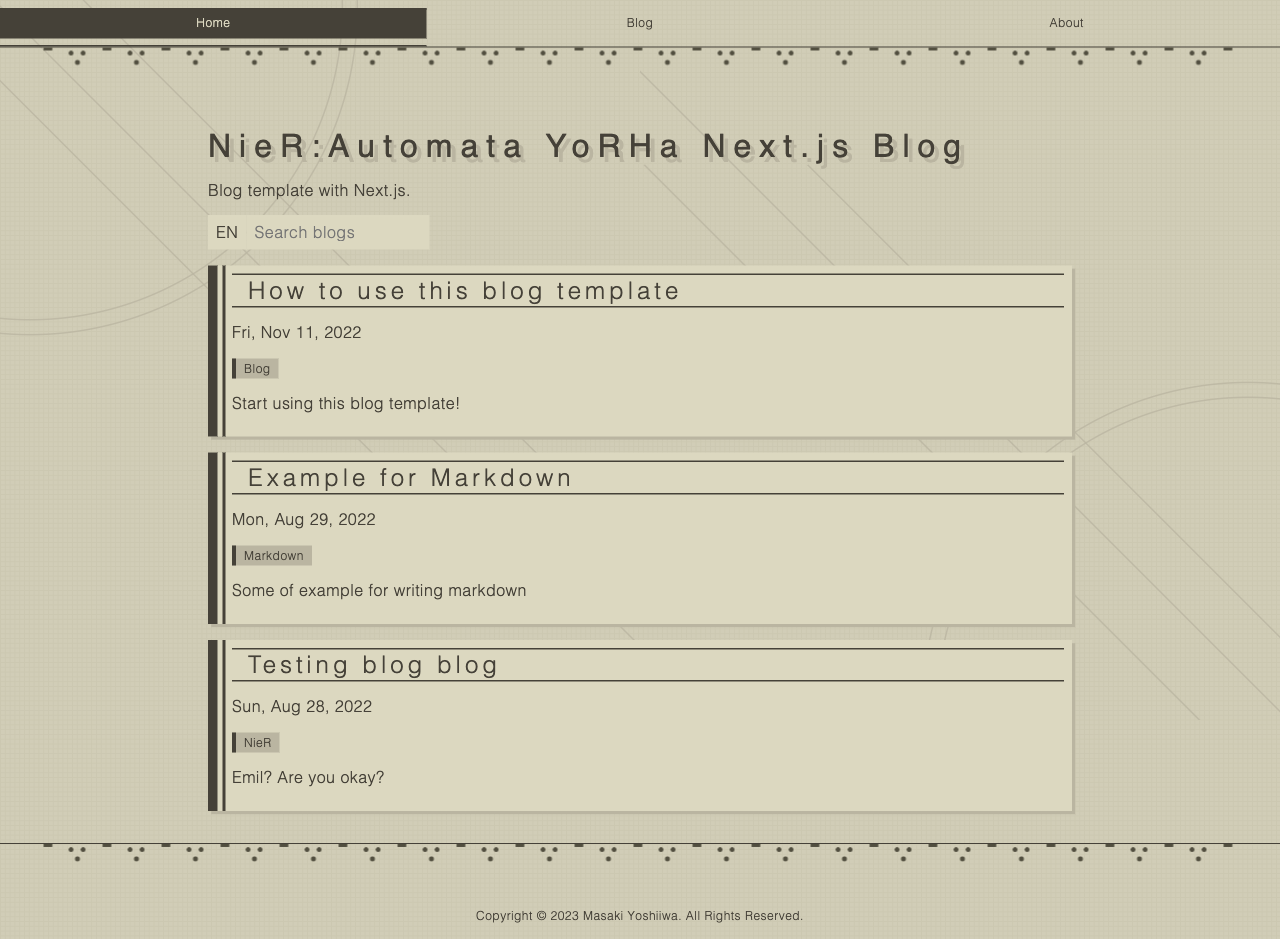 Home
Blog
About
NieR:Automata YoRHa Next.js Blog
Blog template with Next.js.
EN Search blogs
How to use this blog template
Fri, Nov 11, 2022
Blog
Start using this blog template!
Example for Markdown
Mon, Aug 29, 2022
Markdown
Some of example for writing markdown
Testing blog blog
Sun, Aug 28, 2022
NieR
Emil? Are you okay?
Copyright © 2023 Masaki Yoshiiwa. All Rights Reserved.